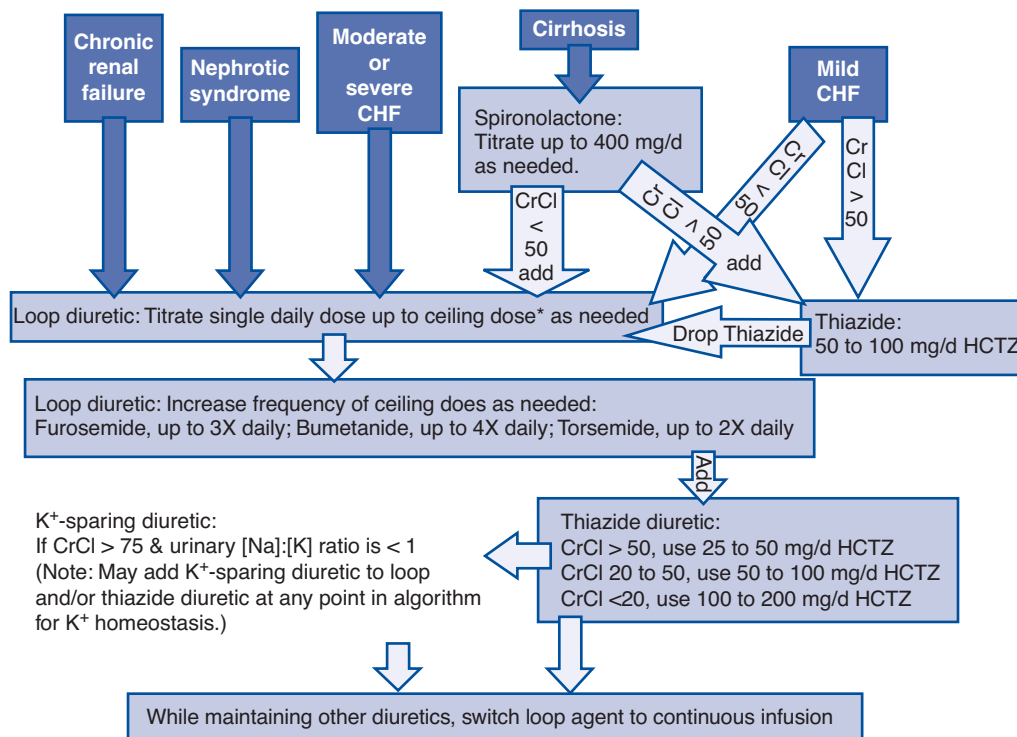 Chronic
renal
failure
Nephrotic
syndrome
Moderate
or
severe
CHF
Cirrhosis
Mild
CHF
Spironolactone:
Titrate up to 400 mg/d
as needed.
CrCl
<
50
add
Cr Cl > 50
add
Cr Cl < 50
Cr
Cl
>
50
Loop diuretic: Titrate single daily dose up to ceiling dose* as needed
Drop Thiazide
Thiazide:
50 to 100 mg/d HCTZ
Loop diuretic: Increase frequency of ceiling does as needed:
Furosemide, up to 3X daily; Bumetanide, up to 4X daily; Torsemide, up to 2X daily
Add
Thiazide diuretic:
CrCl > 50, use 25 to 50 mg/d HCTZ
CrCl 20 to 50, use 50 to 100 mg/d HCTZ
CrCl <20, use 100 to 200 mg/d HCTZ
K⁺-sparing diuretic:
If CrCl > 75 & urinary [Na]:[K] ratio is < 1
(Note: May add K⁺-sparing diuretic to loop
and/or thiazide diuretic at any point in algorithm
for K⁺ homeostasis.)
While maintaining other diuretics, switch loop agent to continuous infusion